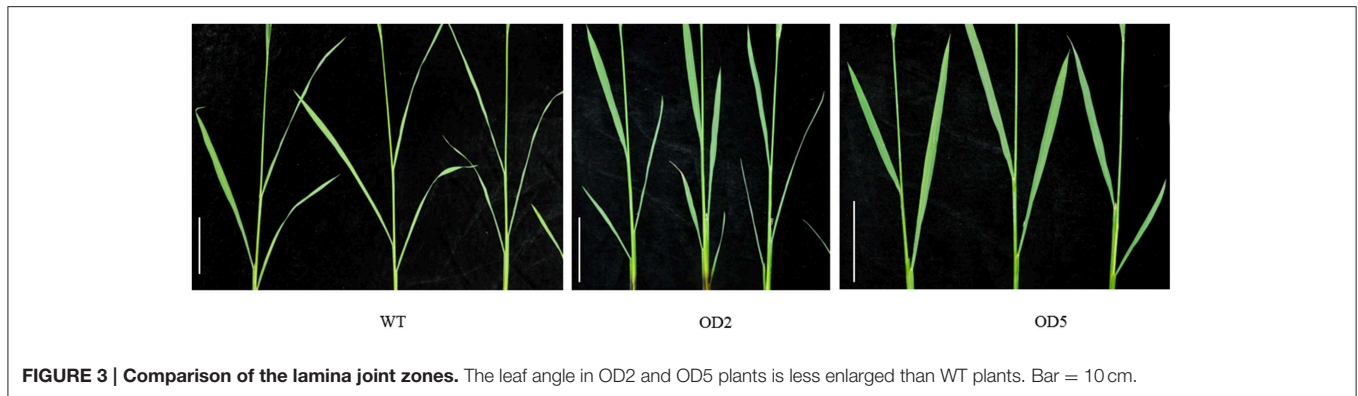 WT OD2 OD5
FIGURE 3 | Comparison of the lamina joint zones. The leaf angle in OD2 and OD5 plants is less enlarged than WT plants. Bar = 10 cm.